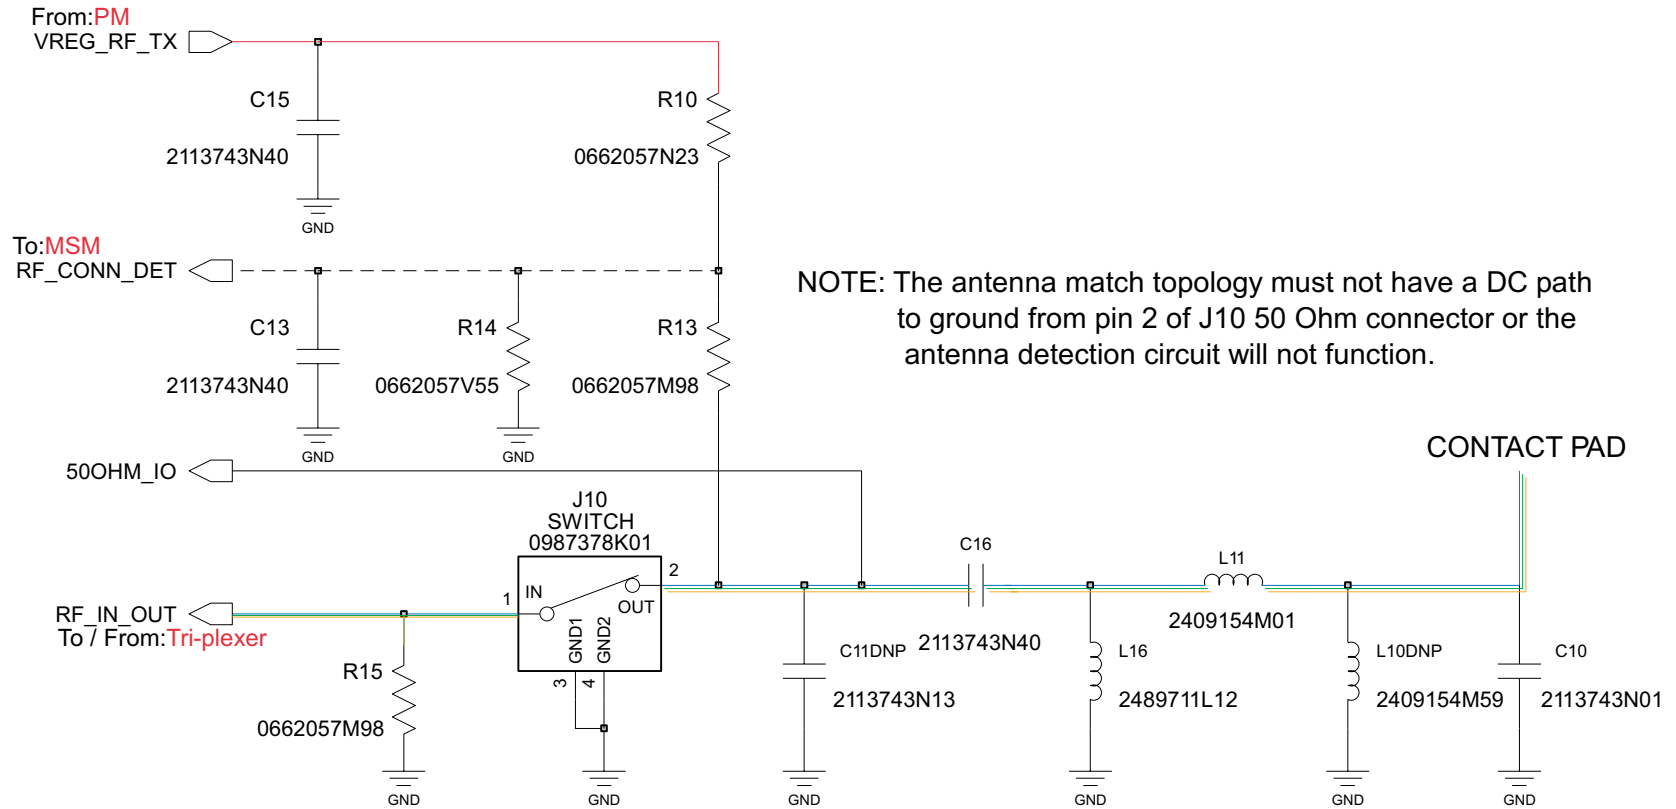 From:PM
VREG_RF_TX
C15
2113743N40
GND
R10
0662057N23
To:MSM
RF_CONN_DET
C13
2113743N40
GND
R14
0662057V55
GND
R13
0662057M98
NOTE: The antenna match topology must not have a DC path
to ground from pin 2 of J10 50 Ohm connector or the
antenna detection circuit will not function.
CONTACT PAD
50OHM_IO
J10
SWITCH
0987378K01
1
IN
2
OUT
GND1
GND2
3
4
GND
RF_IN_OUT
To / From:Tri-plexer
R15
0662057M98
GND
C11DNP
2113743N13
GND
C16
2113743N40
L16
2489711L12
GND
L11
2409154M01
L10DNP
2409154M59
GND
C10
2113743N01
GND